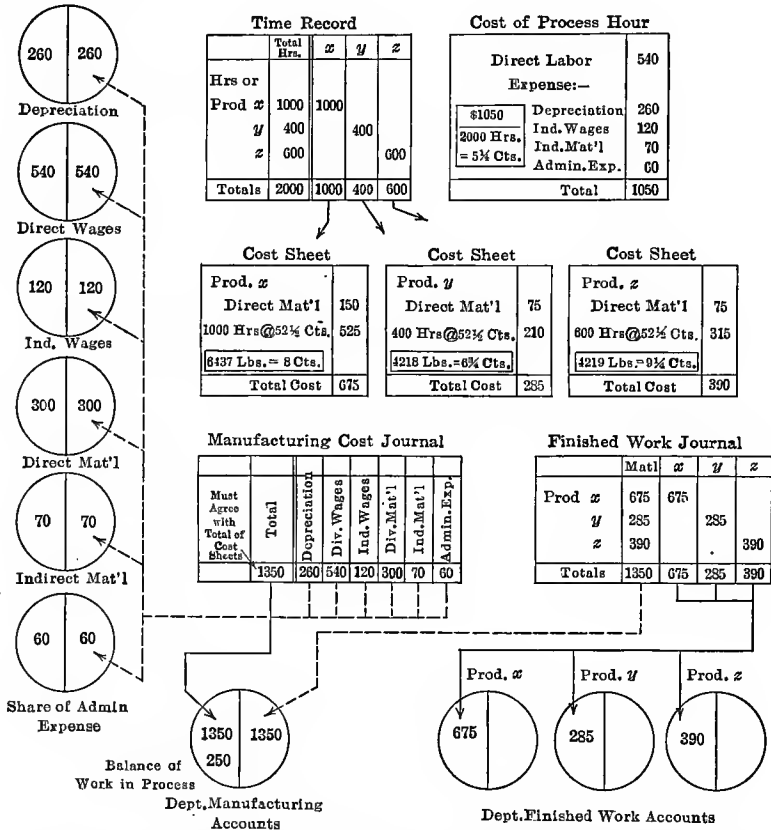 Time Record
Total Hrs. x y z
Hrs or
Prod x 1000 1000
y 400 400
z 600 600
Totals 2000 1000 400 600
Cost of Process Hour
Direct Labor 540
Expense:—
$1050
2000 Hrs.
= 5¼ Cts.
Depreciation 260
Ind. Wages 120
Ind. Mat'l 70
Admin. Exp. 60
Total 1050
260 260
Depreciation
540 540
Direct Wages
120 120
Ind. Wages
300 300
Direct Mat'l
70 70
Indirect Mat'l
60 60
Share of Admin
Expense
Cost Sheet
Prod. x
Direct Mat'l 150
1000 Hrs@52½ Cts. 525
6437 Lbs. = 8 Cts.
Total Cost 675
Cost Sheet
Prod. y
Direct Mat'l 75
400 Hrs@52½ Cts. 210
4218 Lbs.=6¾ Cts.
Total Cost 285
Cost Sheet
Prod. z
Direct Mat'l 75
600 Hrs@52½ Cts. 315
4219 Lbs.=9¼ Cts.
Total Cost 390
Manufacturing Cost Journal
Must
Agree
with
Total of
Cost
Sheets
Total
Depreciation
Div. Wages
Ind. Wages
Div. Mat'l
Ind. Mat'l
Admin. Exp.
1350 260 540 120 300 70 60
Finished Work Journal
Matl x y z
Prod x 675 675
y 285 285
z 390 390
Totals 1350 675 285 390
1350 1350
250
Balance of
Work in Process
Dept. Manufacturing
Accounts
Prod. x Prod. y Prod. z
675 285 390
Dept. Finished Work Accounts